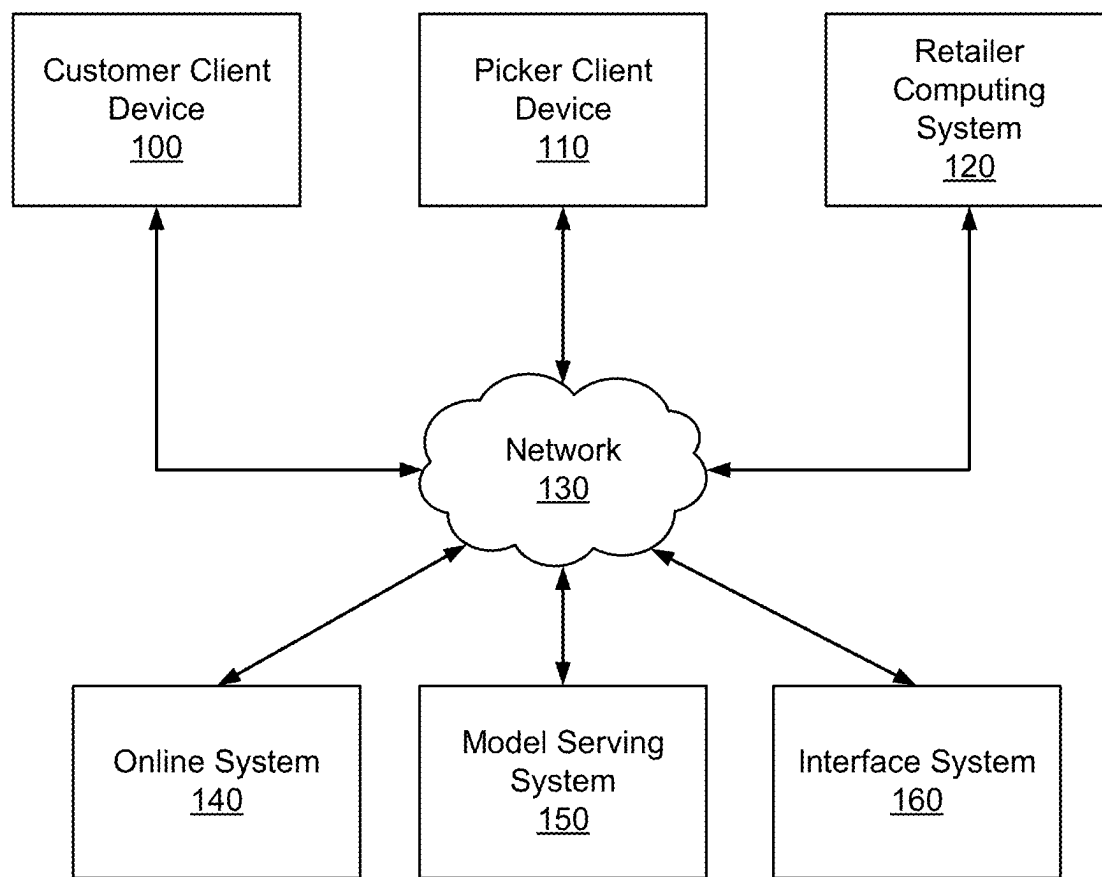 Customer Client
Device
100
Picker Client
Device
110
Retailer
Computing
System
120
Network
130
Online System
140
Model Serving
System
150
Interface System
160